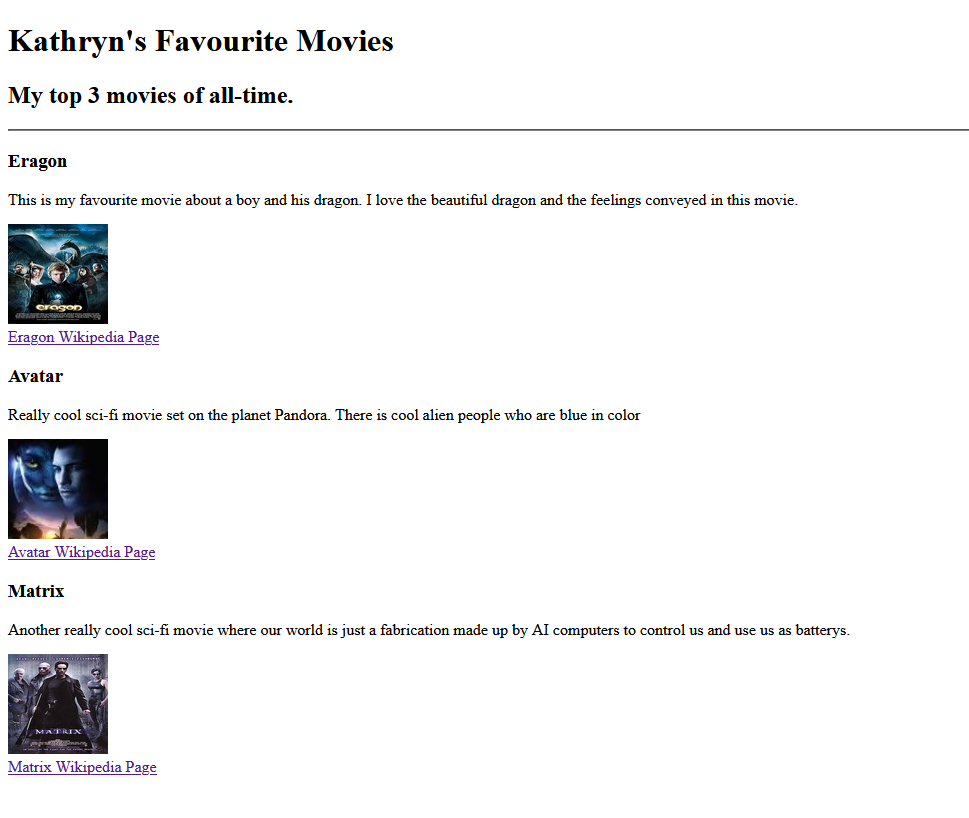 Kathryn's Favourite Movies
My top 3 movies of all-time.
Eragon
This is my favourite movie about a boy and his dragon. I love the beautiful dragon and the feelings conveyed in this movie.
eragon
Eragon Wikipedia Page
Avatar
Really cool sci-fi movie set on the planet Pandora. There is cool alien people who are blue in color
Avatar Wikipedia Page
Matrix
Another really cool sci-fi movie where our world is just a fabrication made up by AI computers to control us and use us as batterys.
MATRIX
Matrix Wikipedia Page